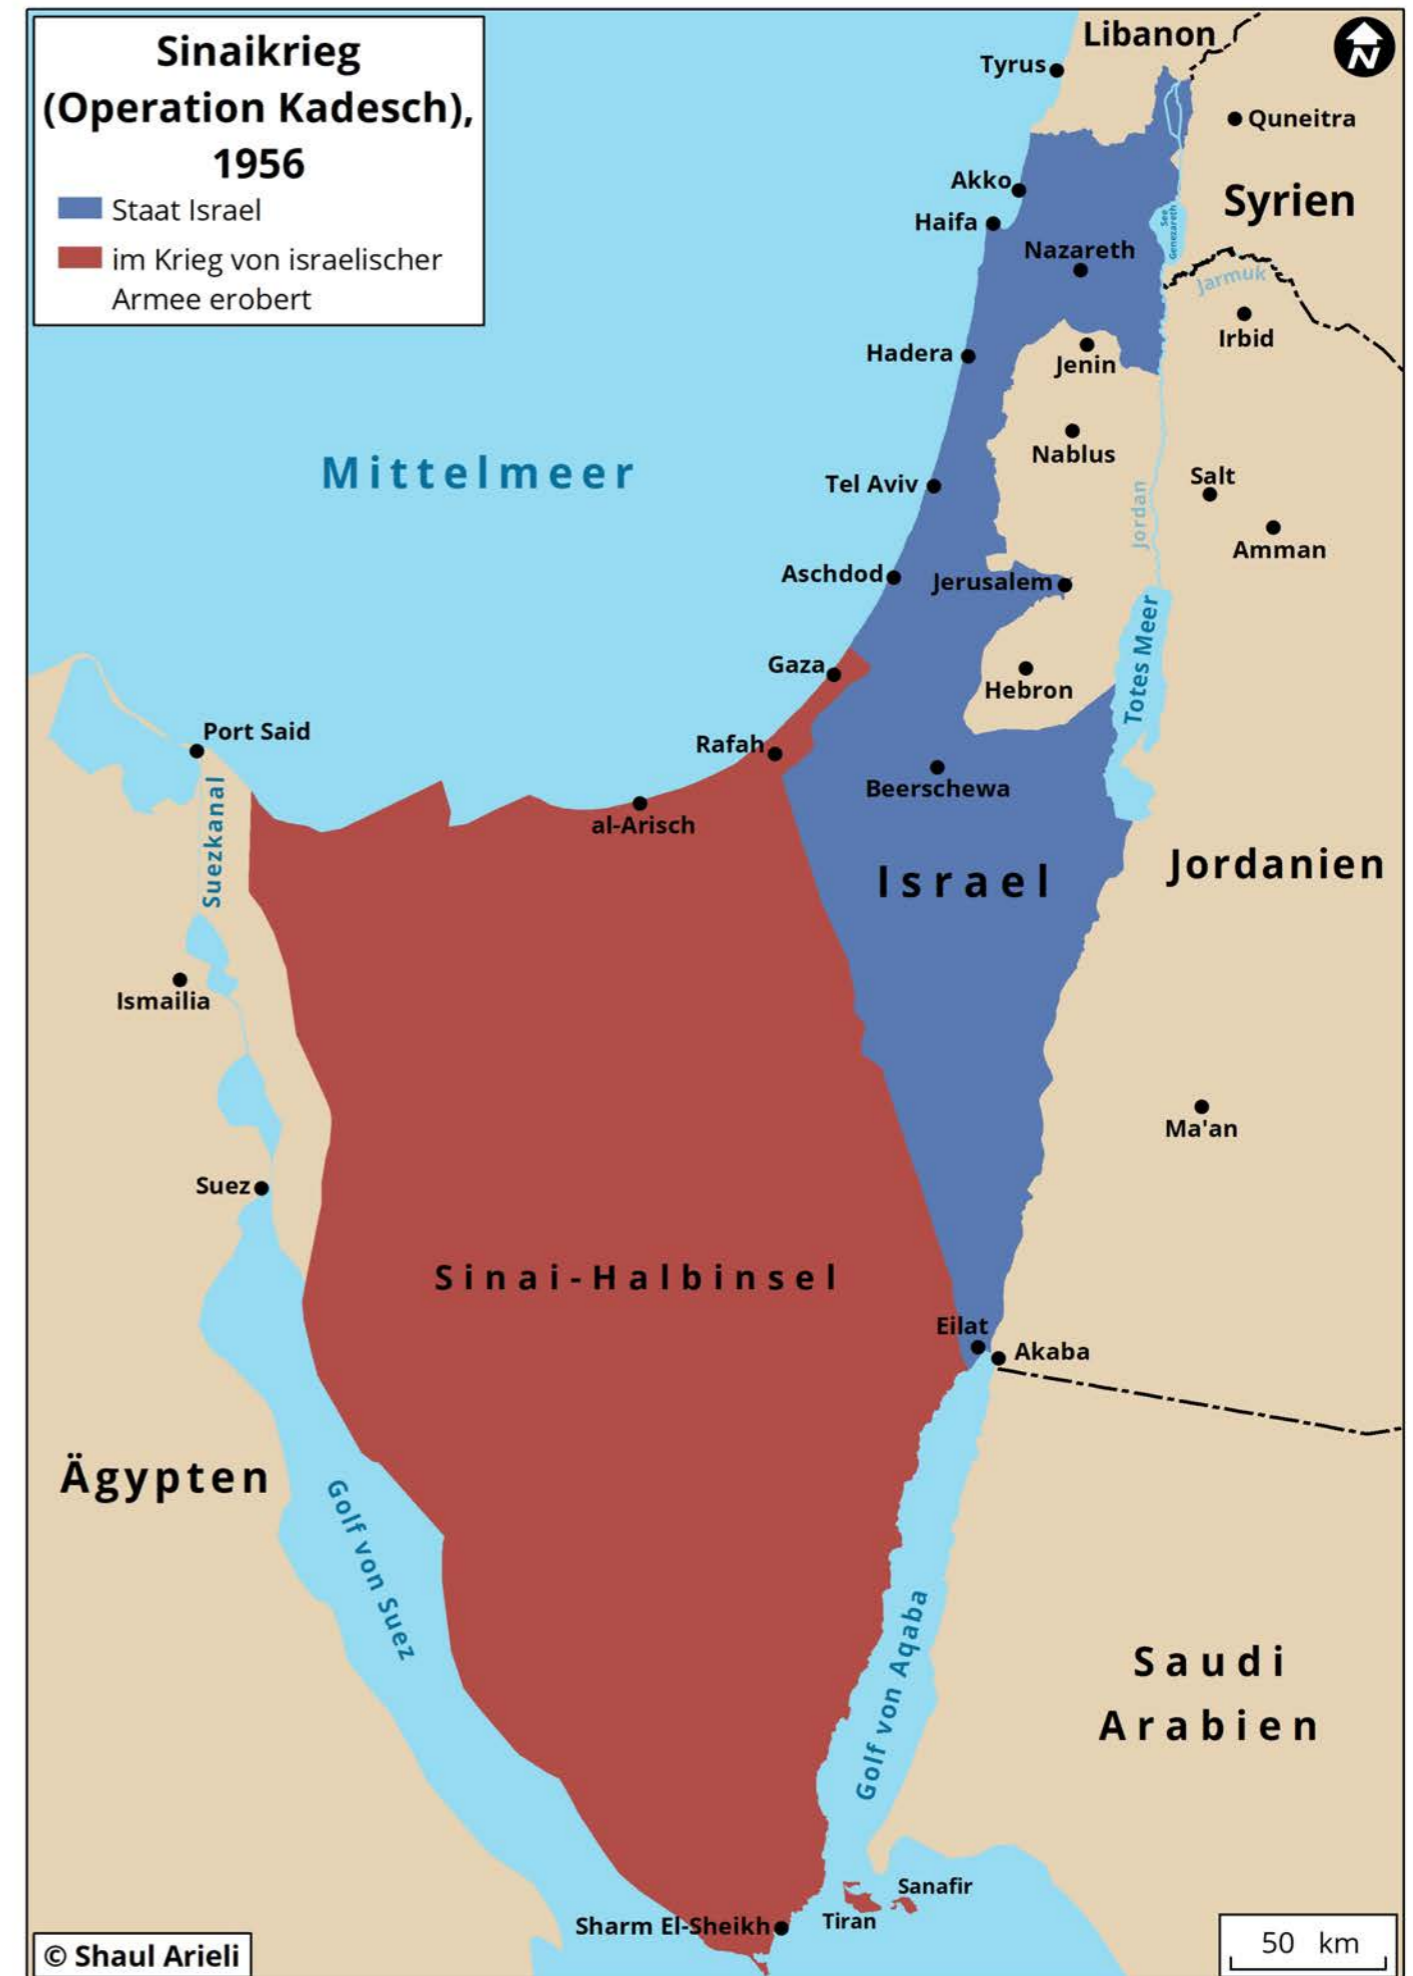 Sinaikrieg
(Operation Kadesch),
1956
Staat Israel
im Krieg von israelischer
Armee erobert
Libanon
N
Tyrus
Quneitra
Akko
Syrien
Haifa
See
Genezareth
Nazareth
Jarmuk
Irbid
Hadera
Jenin
Mittelmeer
Nablus
Tel Aviv
Salt
Jordan
Amman
Aschdod
Jerusalem
Totes Meer
Gaza
Hebron
Port Said
Rafah
Suezkanal
Beerschewa
al-Arisch
Israel
Jordanien
Ismailia
Ma'an
Suez
Sinai-Halbinsel
Eilat
Akaba
Ägypten
Golf von Suez
Golf von Aqaba
Saudi
Arabien
Sanafir
Tiran
Sharm El-Sheikh
© Shaul Arieli
50 km